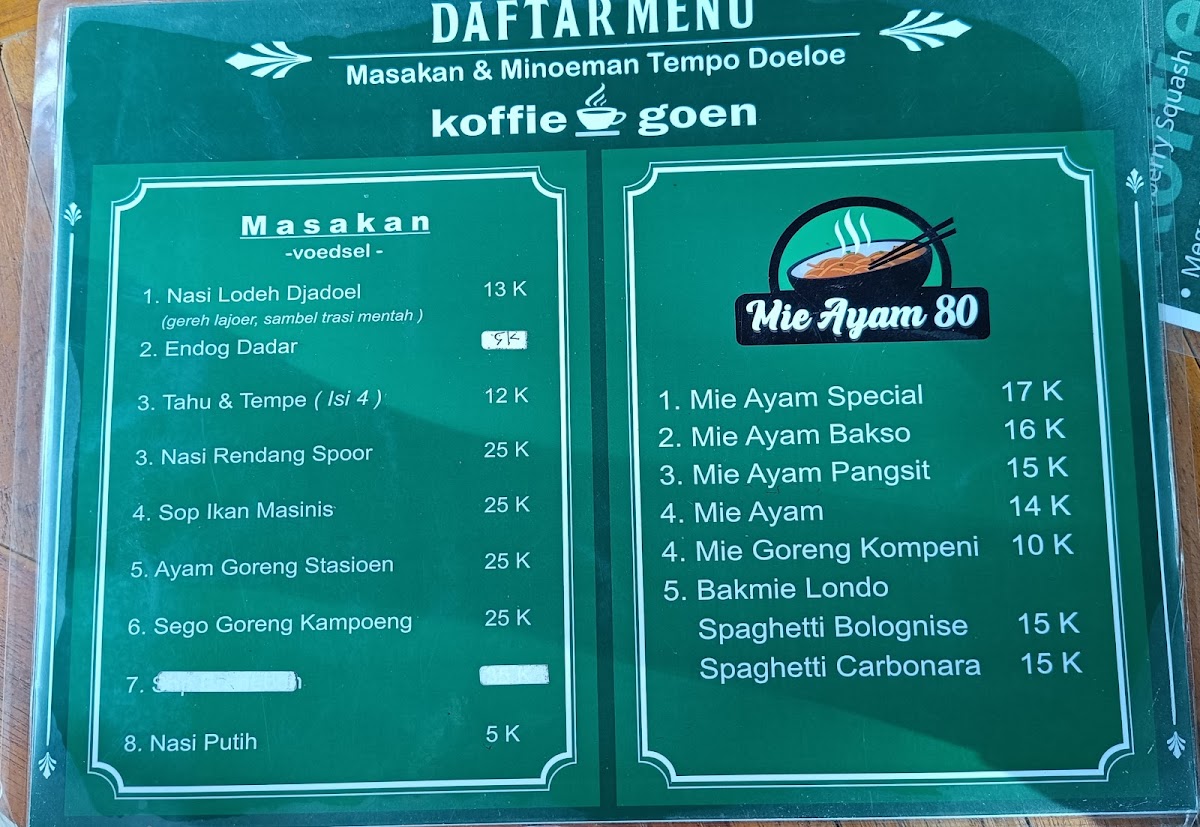 DAFTAR MENU
Masakan & Minoeman Tempo Doeloe
koffie goen
Masakan
-voedsel -
1. Nasi Lodeh Djadoel 13 K
(gereh lajoer, sambel trasi mentah )
2. Endog Dadar
3. Tahu & Tempe ( Isi 4 ) 12 K
3. Nasi Rendang Spoor 25 K
4. Sop Ikan Masinis 25 K
5. Ayam Goreng Stasioen 25 K
6. Sego Goreng Kampoeng 25 K
7.
8. Nasi Putih 5 K
Mie Ayam 80
1. Mie Ayam Special 17 K
2. Mie Ayam Bakso 16 K
3. Mie Ayam Pangsit 15 K
4. Mie Ayam 14 K
4. Mie Goreng Kompeni 10 K
5. Bakmie Londo
Spaghetti Bolognise 15 K
Spaghetti Carbonara 15 K
Squash